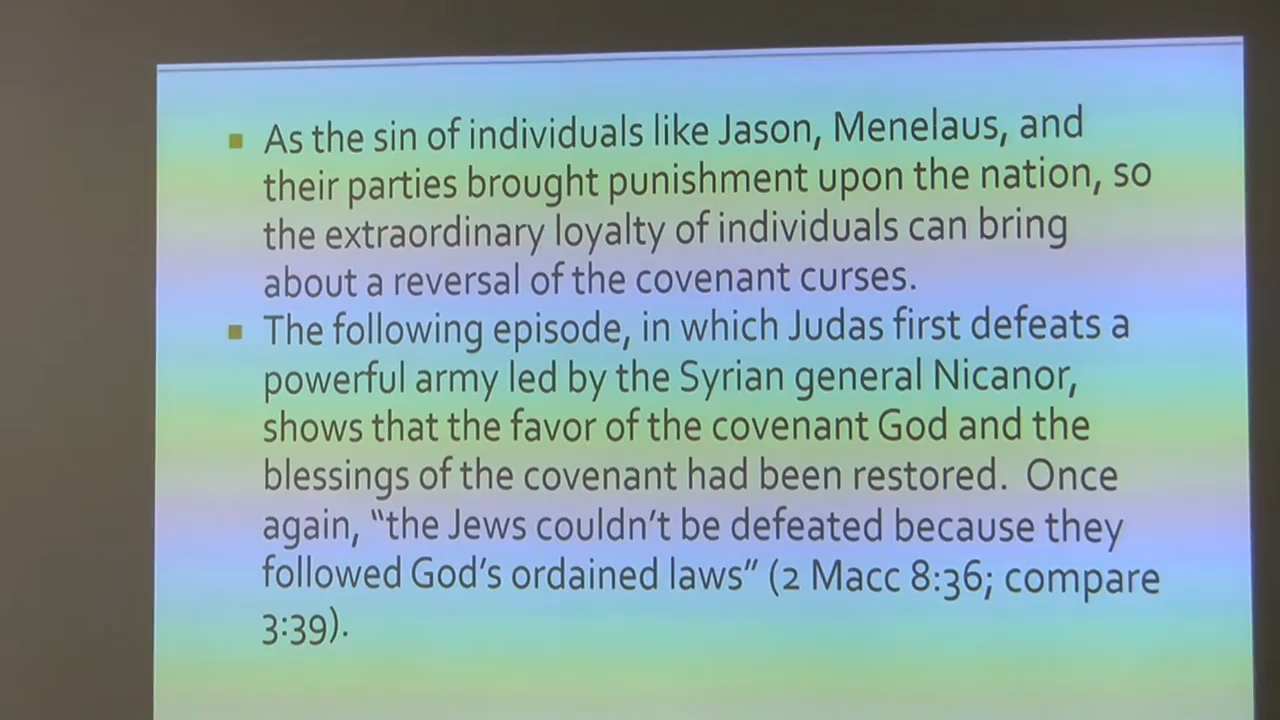 ▪ As the sin of individuals like Jason, Menelaus, and
their parties brought punishment upon the nation, so
the extraordinary loyalty of individuals can bring
about a reversal of the covenant curses.
▪ The following episode, in which Judas first defeats a
powerful army led by the Syrian general Nicanor,
shows that the favor of the covenant God and the
blessings of the covenant had been restored. Once
again, “the Jews couldn’t be defeated because they
followed God’s ordained laws” (2 Macc 8:36; compare
3:39).